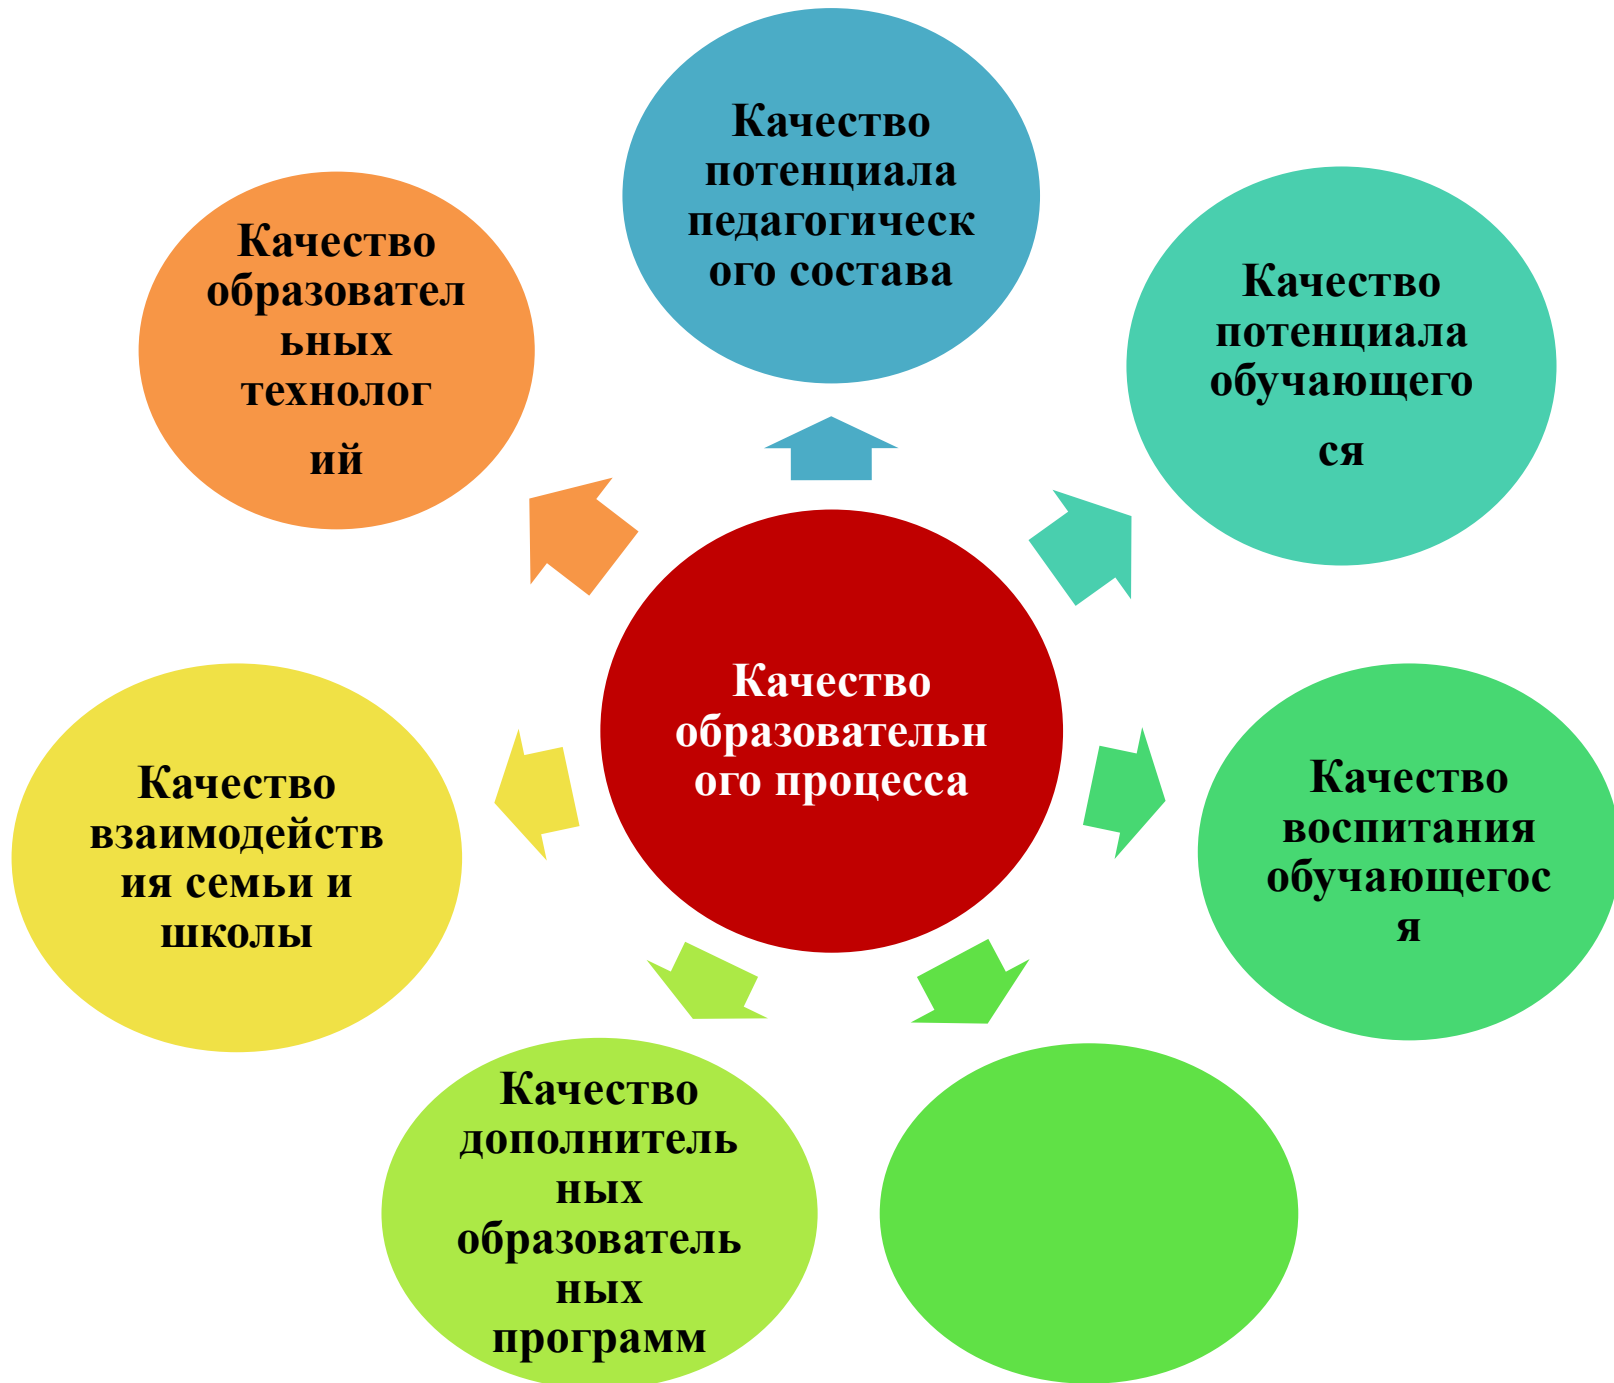 Качество
потенциала
педагогическ
ого состава
Качество
потенциала
обучающего
ся
Качество
воспитания
обучающегос
я
Качество
дополнитель
ных
образователь
ных
программ
Качество
взаимодейств
ия семьи и
школы
Качество
образовател
ьных
технолог
ий
Качество
образовательн
ого процесса